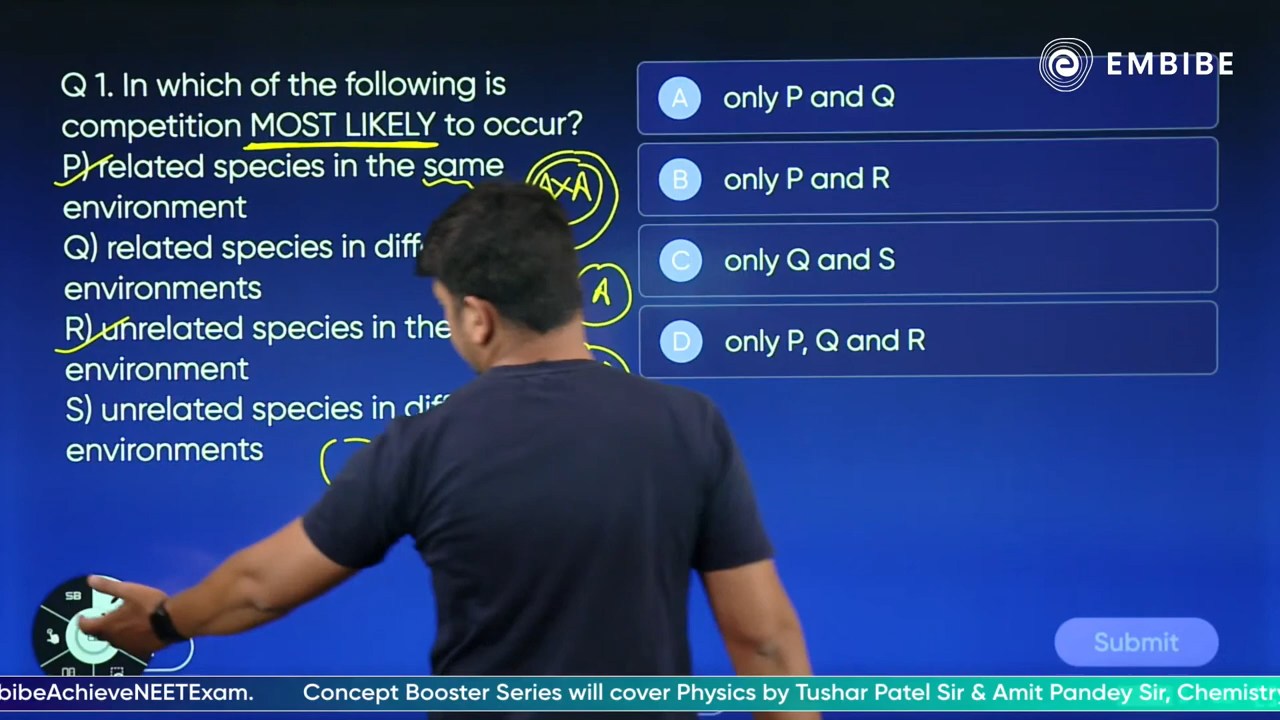 EMBIBE
Q 1. In which of the following is
competition MOST LIKELY to occur?
P) related species in the same
environment
Q) related species in
environments
R) unrelated species in the
environment
S) unrelated species in
environments
AxA
A
A only P and Q
B only P and R
C only Q and S
D only P, Q and R
SB
Submit
bibeAchieveNEETExam. Concept Booster Series will cover Physics by Tushar Patel Sir & Amit Pandey Sir, Chemistry